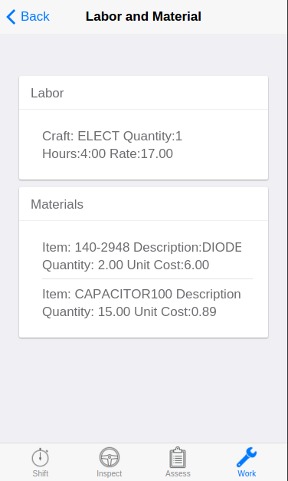 Back
Labor and Material
Labor
Craft: ELECT Quantity:1
Hours:4:00 Rate:17.00
Materials
Item: 140-2948 Description:DIODE
Quantity: 2.00 Unit Cost:6.00
Item: CAPACITOR100 Description
Quantity: 15.00 Unit Cost:0.89
Shift
Inspect
Assess
Work